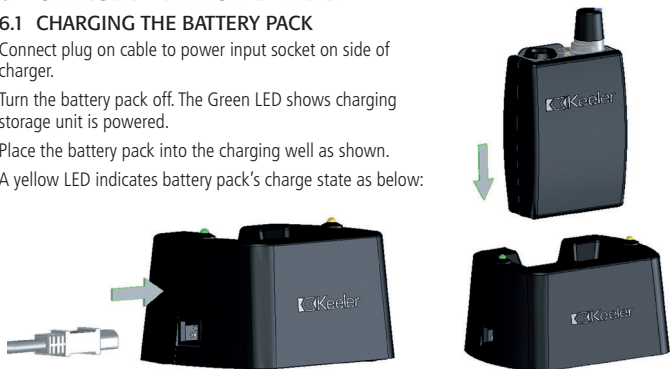 6.1 CHARGING THE BATTERY PACK
Connect plug on cable to power input socket on side of
charger.
Turn the battery pack off. The Green LED shows charging
storage unit is powered.
Place the battery pack into the charging well as shown.
A yellow LED indicates battery pack's charge state as below:
Keeler
Keeler
Keeler